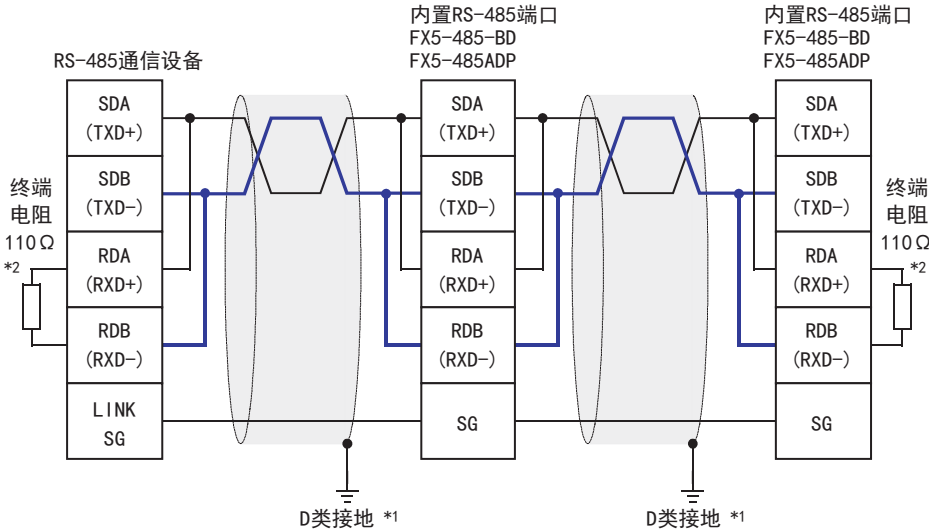 RS-485通信设备
内置RS-485端口
FX5-485-BD
FX5-485ADP
内置RS-485端口
FX5-485-BD
FX5-485ADP
SDA
(TXD+)
SDB
(TXD-)
RDA
(RXD+)
RDB
(RXD-)
LINK
SG
SDA
(TXD+)
SDB
(TXD-)
RDA
(RXD+)
RDB
(RXD-)
SG
SDA
(TXD+)
SDB
(TXD-)
RDA
(RXD+)
RDB
(RXD-)
SG
终端
电阻
110Ω
*2
终端
电阻
110Ω
*2
D类接地 *1
D类接地 *1